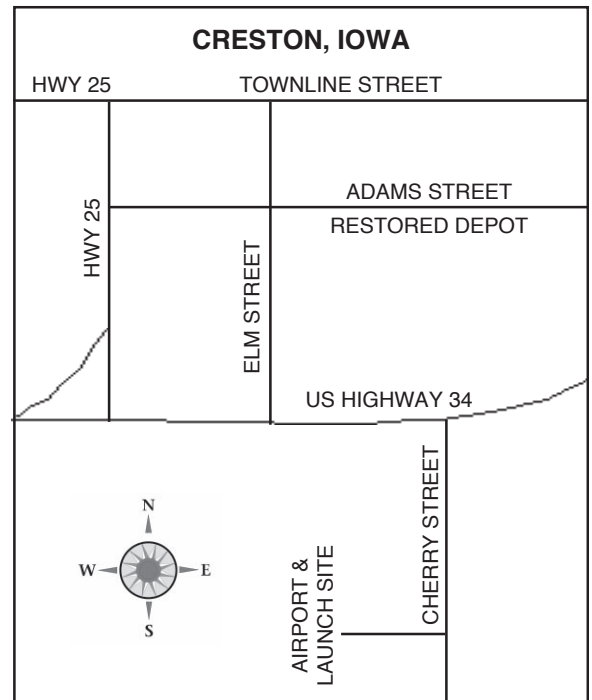 CRESTON, IOWA
HWY 25
TOWNLINE STREET
ADAMS STREET
RESTORED DEPOT
HWY 25
ELM STREET
US HIGHWAY 34
CHERRY STREET
AIRPORT &
LAUNCH SITE
N
W
E
S